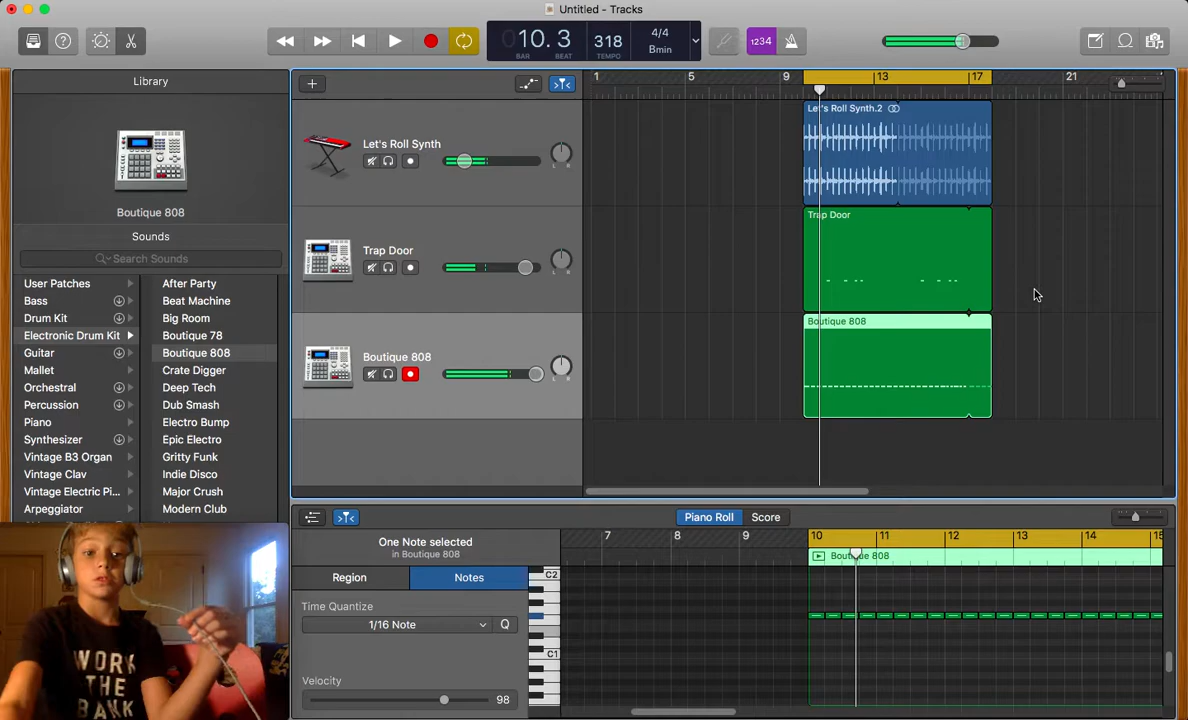 Untitled - Tracks
10.3
BAR
BEAT
318
TEMPO
4/4
Bmin
1234
Library
Boutique 808
Sounds
Search Sounds
User Patches
Bass
Drum Kit
Electronic Drum Kit
Guitar
Mallet
Orchestral
Percussion
Piano
Synthesizer
Vintage B3 Organ
Vintage Clav
Vintage Electric Pi...
Arpeggiator
After Party
Beat Machine
Big Room
Boutique 78
Boutique 808
Crate Digger
Deep Tech
Dub Smash
Electro Bump
Epic Electro
Gritty Funk
Indie Disco
Major Crush
Modern Club
Let's Roll Synth
L R
Trap Door
L R
Boutique 808
L R
1 5 9 13 17 21
Let's Roll Synth.2
Trap Door
Boutique 808
Piano Roll Score
One Note selected
in Boutique 808
Region Notes
Time Quantize
1/16 Note Q
Velocity
98
C2
C1
7 8 9 10 11 12 13 14 15
Boutique 808
WORK
THE
BANK